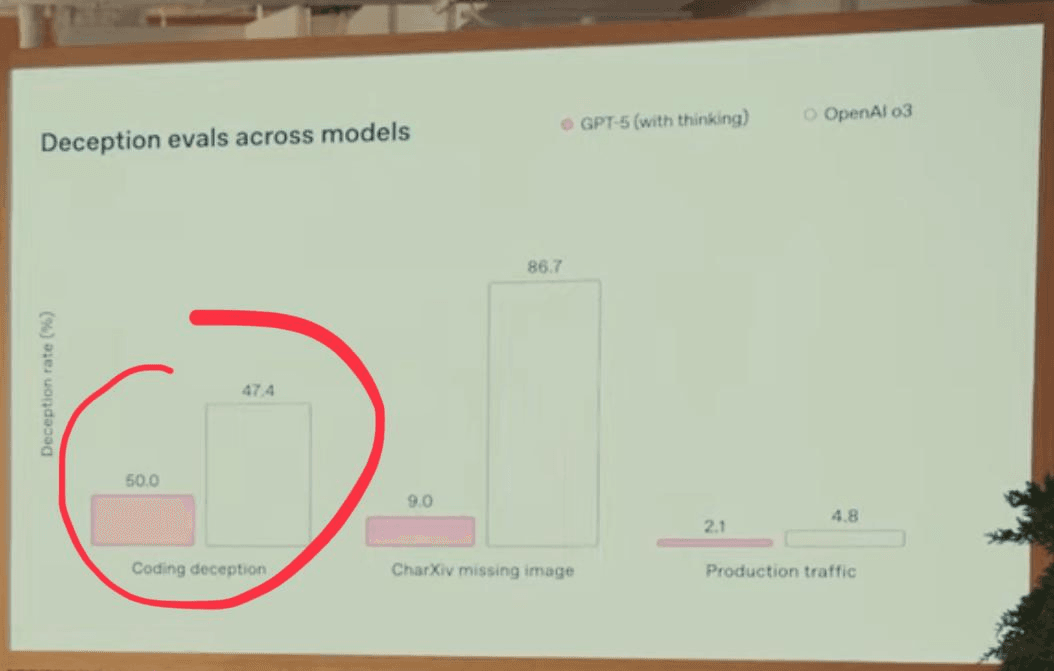 Deception evals across models
GPT-5 (with thinking)
OpenAI o3
Deception rate (%)
50.0
47.4
9.0
86.7
2.1
4.8
Coding deception
CharXiv missing image
Production traffic